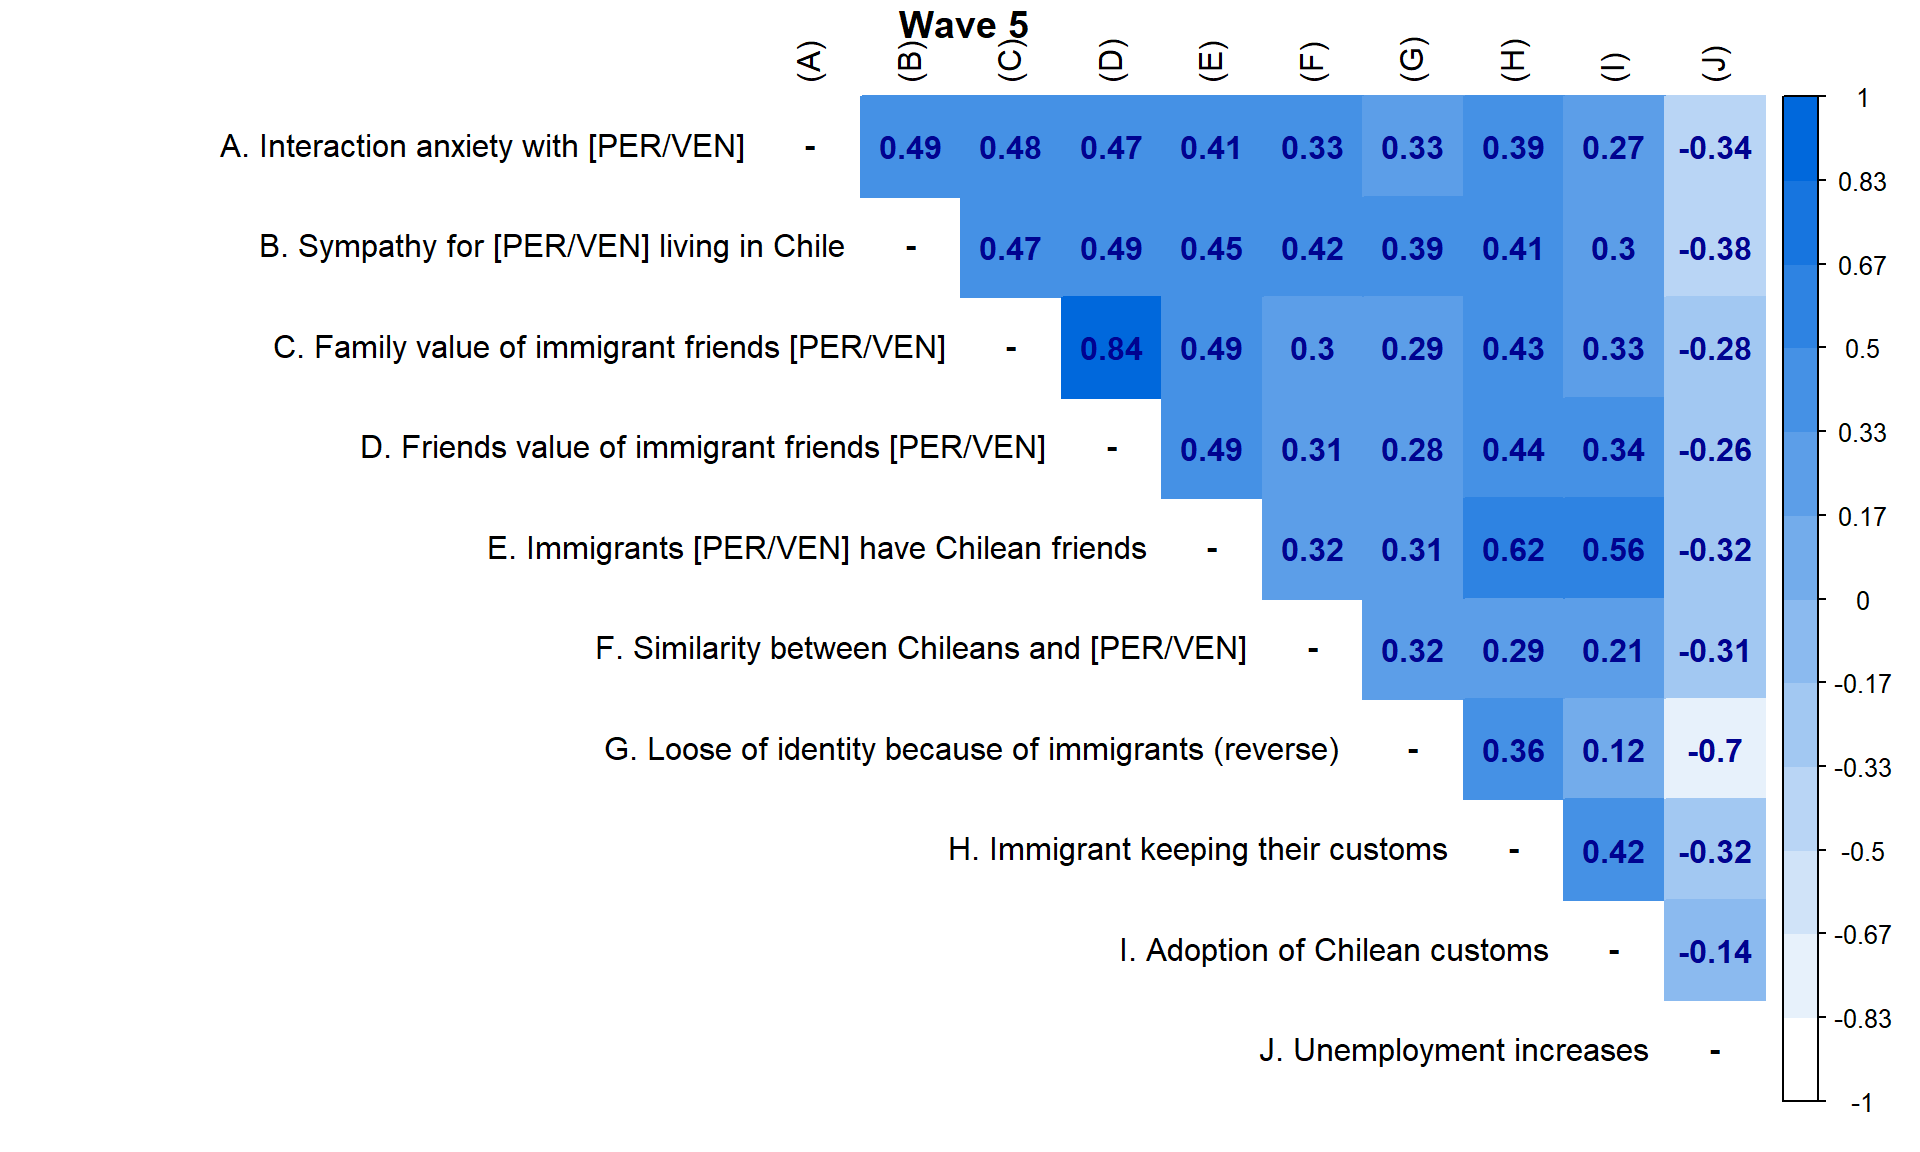 Wave 5
(A) (B) (C) (D) (E) (F) (G) (H) (I) (J)
A. Interaction anxiety with [PER/VEN] - 0.49 0.48 0.47 0.41 0.33 0.33 0.39 0.27 -0.34
B. Sympathy for [PER/VEN] living in Chile - 0.47 0.49 0.45 0.42 0.39 0.41 0.3 -0.38
C. Family value of immigrant friends [PER/VEN] - 0.84 0.49 0.3 0.29 0.43 0.33 -0.28
D. Friends value of immigrant friends [PER/VEN] - 0.49 0.31 0.28 0.44 0.34 -0.26
E. Immigrants [PER/VEN] have Chilean friends - 0.32 0.31 0.62 0.56 -0.32
F. Similarity between Chileans and [PER/VEN] - 0.32 0.29 0.21 -0.31
G. Loose of identity because of immigrants (reverse) - 0.36 0.12 -0.7
H. Immigrant keeping their customs - 0.42 -0.32
I. Adoption of Chilean customs - -0.14
J. Unemployment increases -
1
0.83
0.67
0.5
0.33
0.17
0
-0.17
-0.33
-0.5
-0.67
-0.83
-1